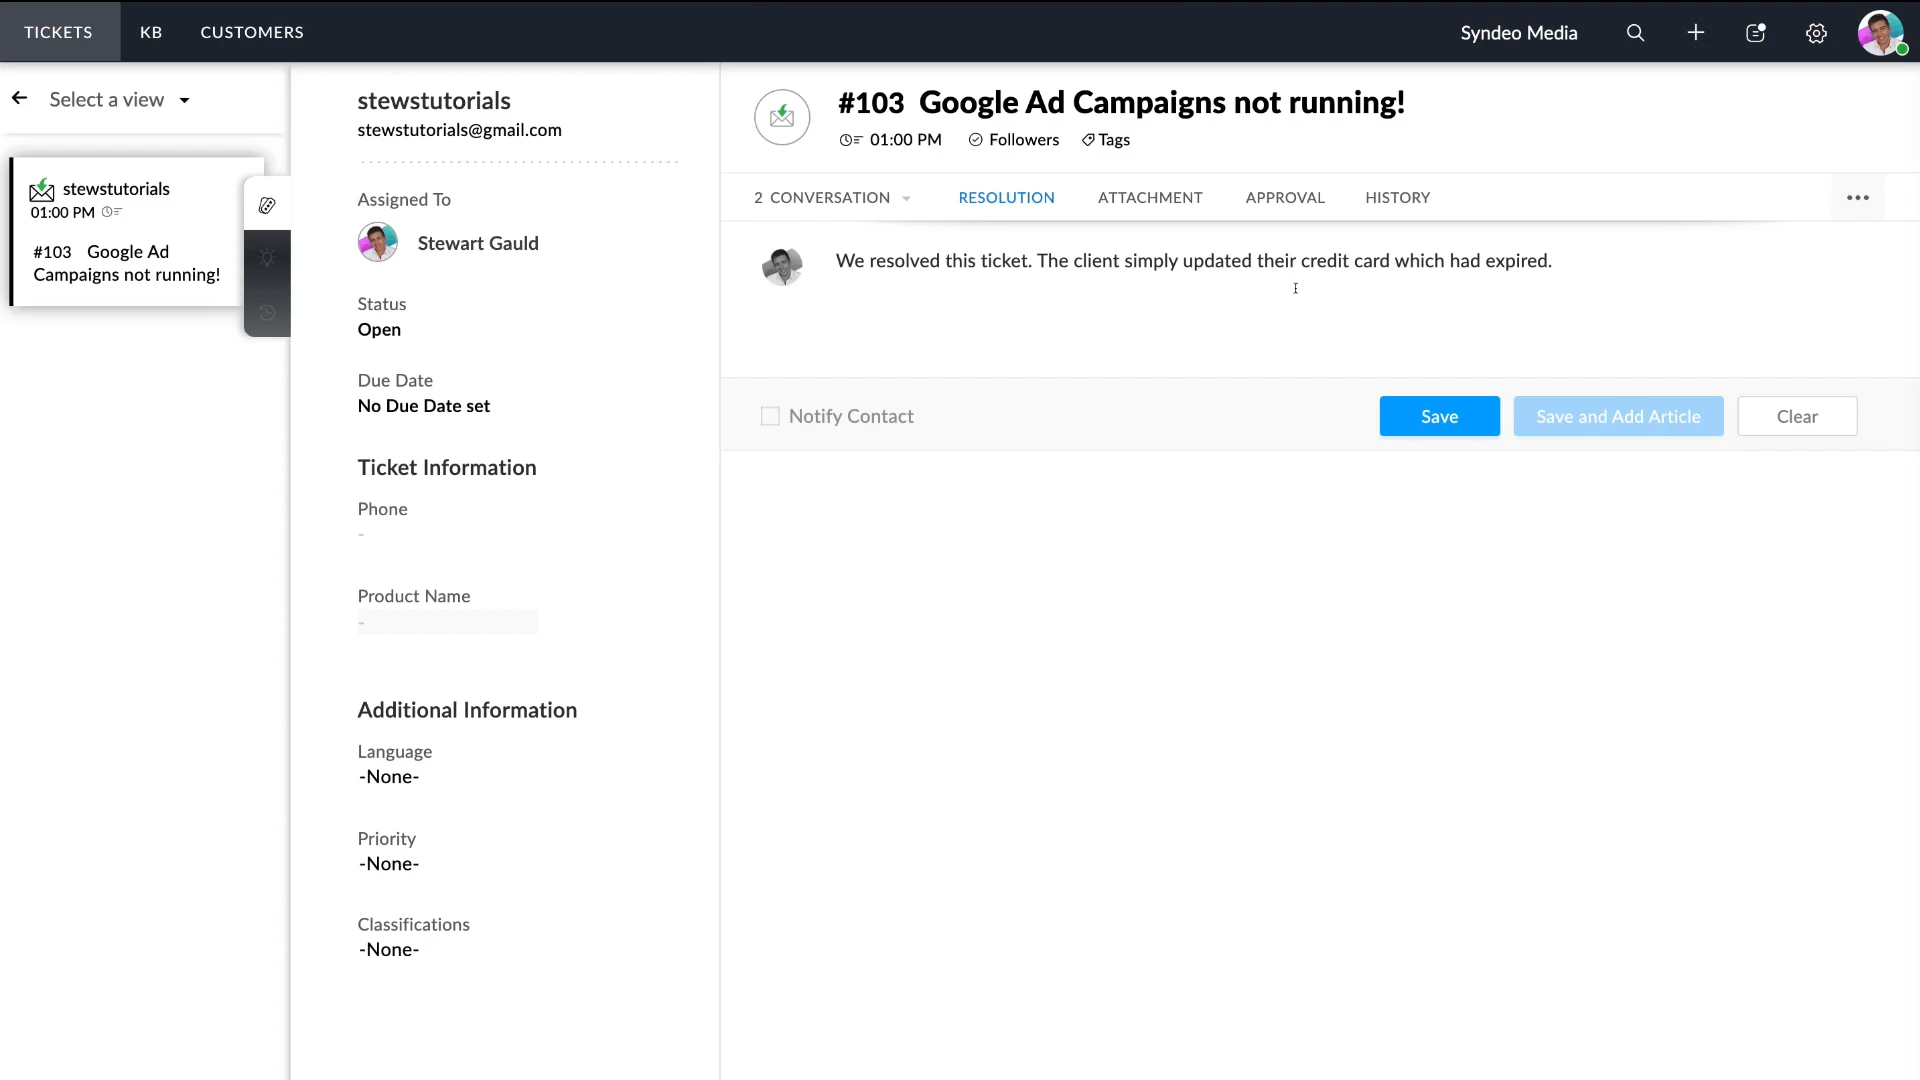 TICKETS KB CUSTOMERS Syndeo Media
Select a view
stewstutorials
01:00 PM
#103 Google Ad
Campaigns not running!
stewstutorials
stewstutorials@gmail.com
Assigned To
Stewart Gauld
Status
Open
Due Date
No Due Date set
Ticket Information
Phone
-
Product Name
-
Additional Information
Language
-None-
Priority
-None-
Classifications
-None-
#103 Google Ad Campaigns not running!
01:00 PM Followers Tags
2 CONVERSATION RESOLUTION ATTACHMENT APPROVAL HISTORY
We resolved this ticket. The client simply updated their credit card which had expired.
Notify Contact Save Save and Add Article Clear